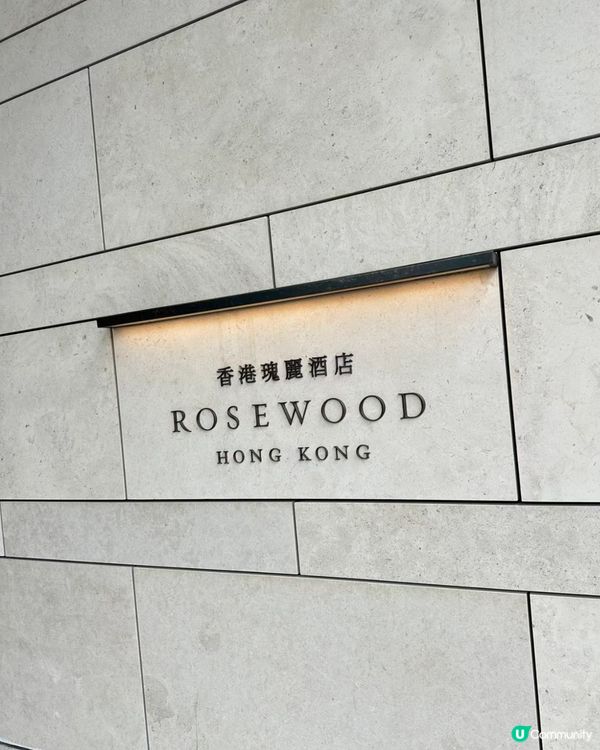 香港瑰麗酒店
ROSEWOOD
HONG KONG
U Community